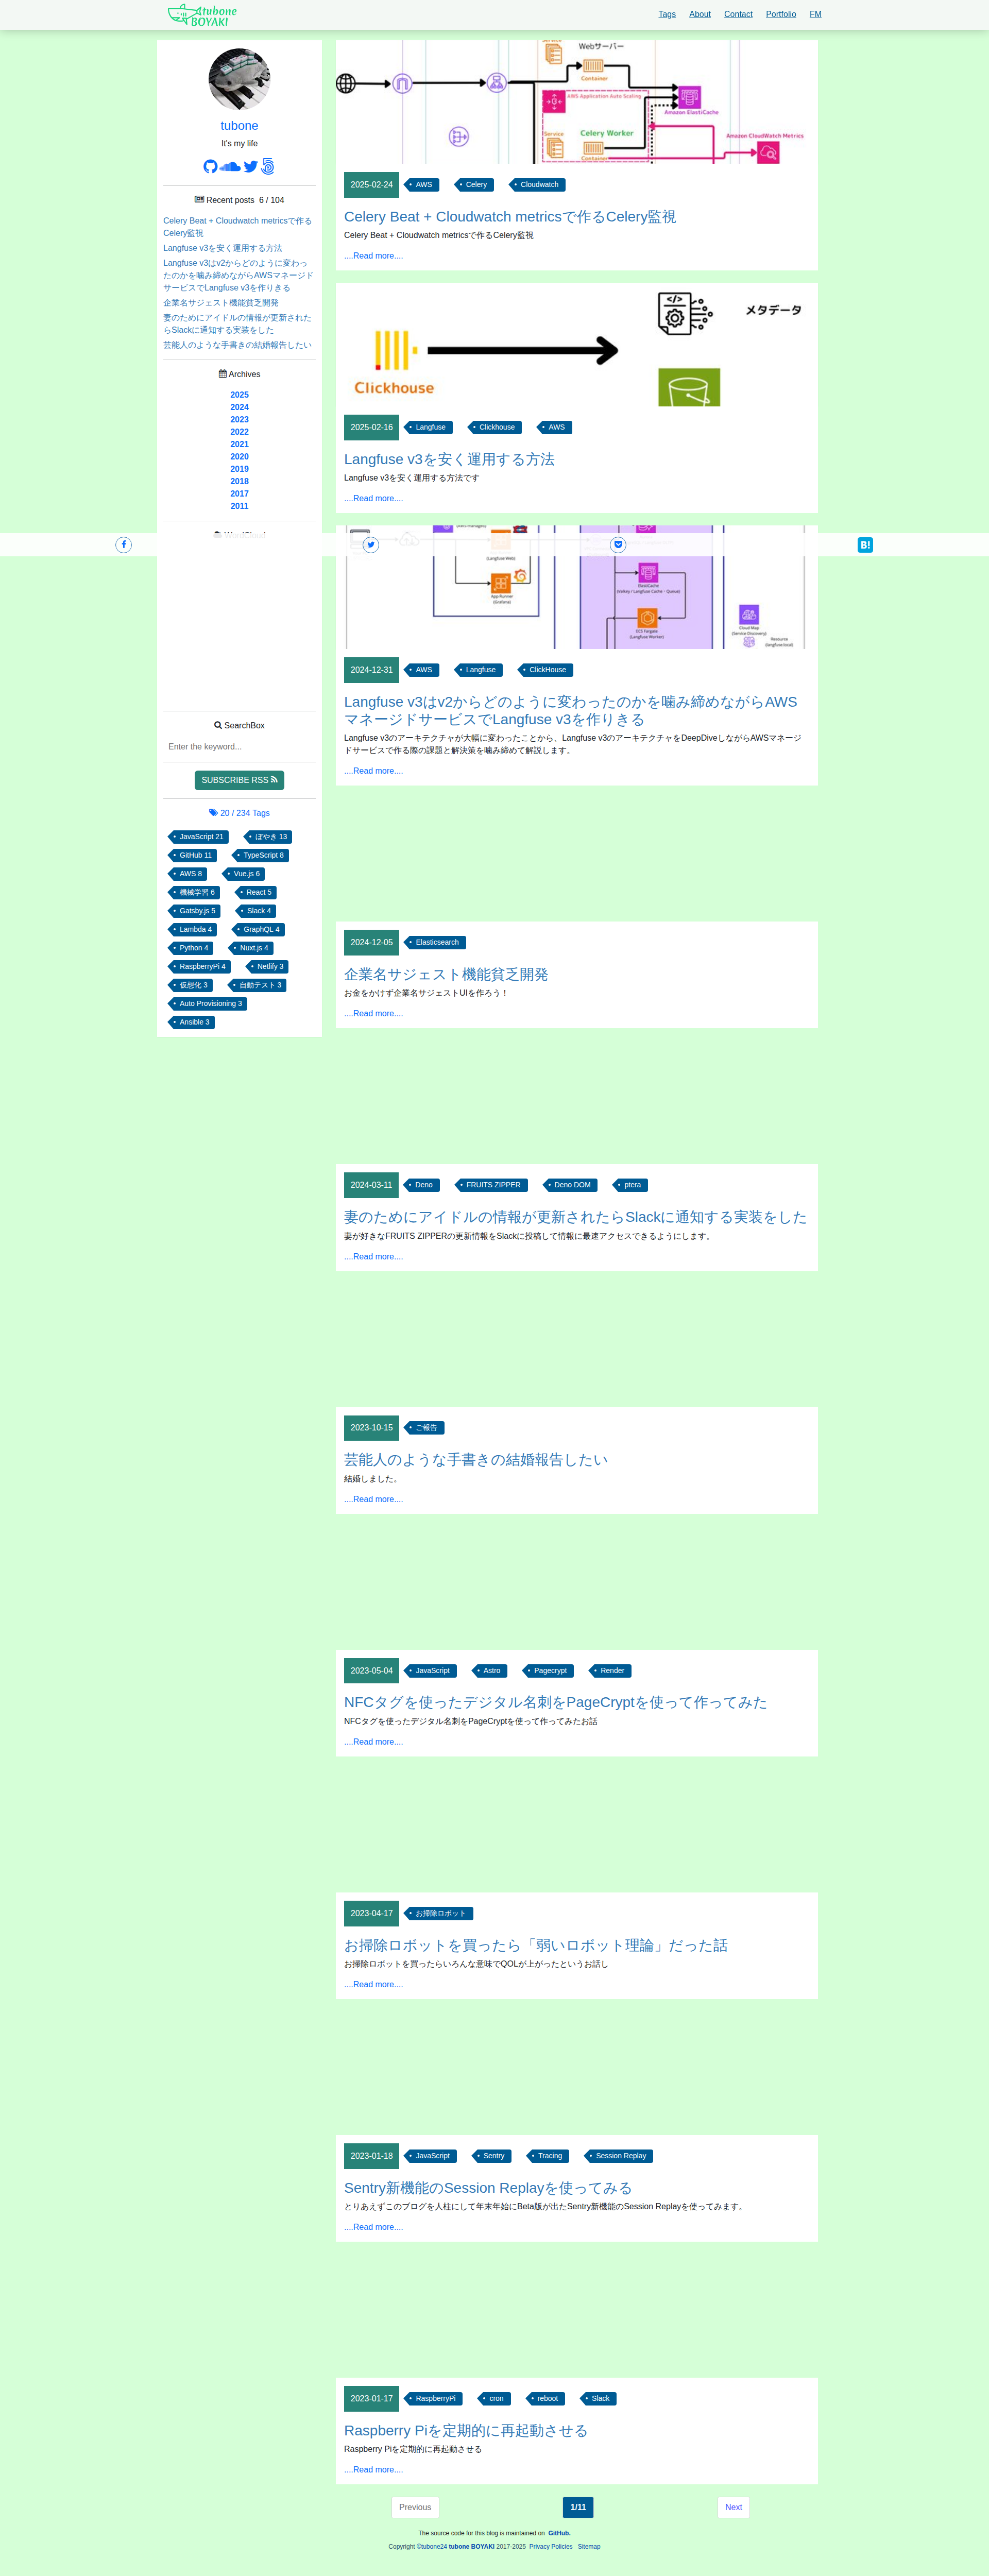 tubone
BOYAKI
Tags
About
Contact
Portfolio
FM
tubone
It's my life
Recent posts 6 / 104
Celery Beat + Cloudwatch metricsで作る
Celery監視
Langfuse v3を安く運用する方法
Langfuse v3はv2からどのように変わっ
たのかを噛み締めながらAWSマネージド
サービスでLangfuse v3を作りきる
企業名サジェスト機能貧乏開発
妻のためにアイドルの情報が更新された
らSlackに通知する実装をした
芸能人のような手書きの結婚報告したい
Archives
2025
2024
2023
2022
2021
2020
2019
2018
2017
2011
SearchBox
Enter the keyword...
SUBSCRIBE RSS
20 / 234 Tags
JavaScript 21
ぼやき 13
GitHub 11
TypeScript 8
AWS 8
Vue.js 6
機械学習 6
React 5
Gatsby.js 5
Slack 4
Lambda 4
GraphQL 4
Python 4
Nuxt.js 4
RaspberryPi 4
Netlify 3
仮想化 3
自動テスト 3
Auto Provisioning 3
Ansible 3
Webサーバー
Container
AWS Application Auto Scaling
Amazon ElastiCache
Service
Celery Worker
Amazon CloudWatch Metrics
Container
2025-02-24
AWS
Celery
Cloudwatch
Celery Beat + Cloudwatch metricsで作るCelery監視
Celery Beat + Cloudwatch metricsで作るCelery監視
....Read more....
メタデータ
Clickhouse
2025-02-16
Langfuse
Clickhouse
AWS
Langfuse v3を安く運用する方法
Langfuse v3を安く運用する方法です
....Read more....
B!
(Langfuse Web)
App Runner
(Grafana)
ElastiCache
(Valkey / Langfuse Cache・Queue)
ECS Fargate
(Langfuse Worker)
Cloud Map
(Service Discovery)
Resource
(langfuse.local)
2024-12-31
AWS
Langfuse
ClickHouse
Langfuse v3はv2からどのように変わったのかを噛み締めながらAWS
マネージドサービスでLangfuse v3を作りきる
Langfuse v3のアーキテクチャが大幅に変わったことから、Langfuse v3のアーキテクチャをDeepDiveしながらAWSマネージ
ドサービスで作る際の課題と解決策を噛み締めて解説します。
....Read more....
2024-12-05
Elasticsearch
企業名サジェスト機能貧乏開発
お金をかけず企業名サジェストUIを作ろう！
....Read more....
2024-03-11
Deno
FRUITS ZIPPER
Deno DOM
ptera
妻のためにアイドルの情報が更新されたらSlackに通知する実装をした
妻が好きなFRUITS ZIPPERの更新情報をSlackに投稿して情報に最速アクセスできるようにします。
....Read more....
2023-10-15
ご報告
芸能人のような手書きの結婚報告したい
結婚しました。
....Read more....
2023-05-04
JavaScript
Astro
Pagecrypt
Render
NFCタグを使ったデジタル名刺をPageCryptを使って作ってみた
NFCタグを使ったデジタル名刺をPageCryptを使って作ってみたお話
....Read more....
2023-04-17
お掃除ロボット
お掃除ロボットを買ったら「弱いロボット理論」だった話
お掃除ロボットを買ったらいろんな意味でQOLが上がったというお話し
....Read more....
2023-01-18
JavaScript
Sentry
Tracing
Session Replay
Sentry新機能のSession Replayを使ってみる
とりあえずこのブログを人柱にして年末年始にBeta版が出たSentry新機能のSession Replayを使ってみます。
....Read more....
2023-01-17
RaspberryPi
cron
reboot
Slack
Raspberry Piを定期的に再起動させる
Raspberry Piを定期的に再起動させる
....Read more....
Previous
1/11
Next
The source code for this blog is maintained on GitHub.
Copyright ©tubone24 tubone BOYAKI 2017-2025 Privacy Policies Sitemap